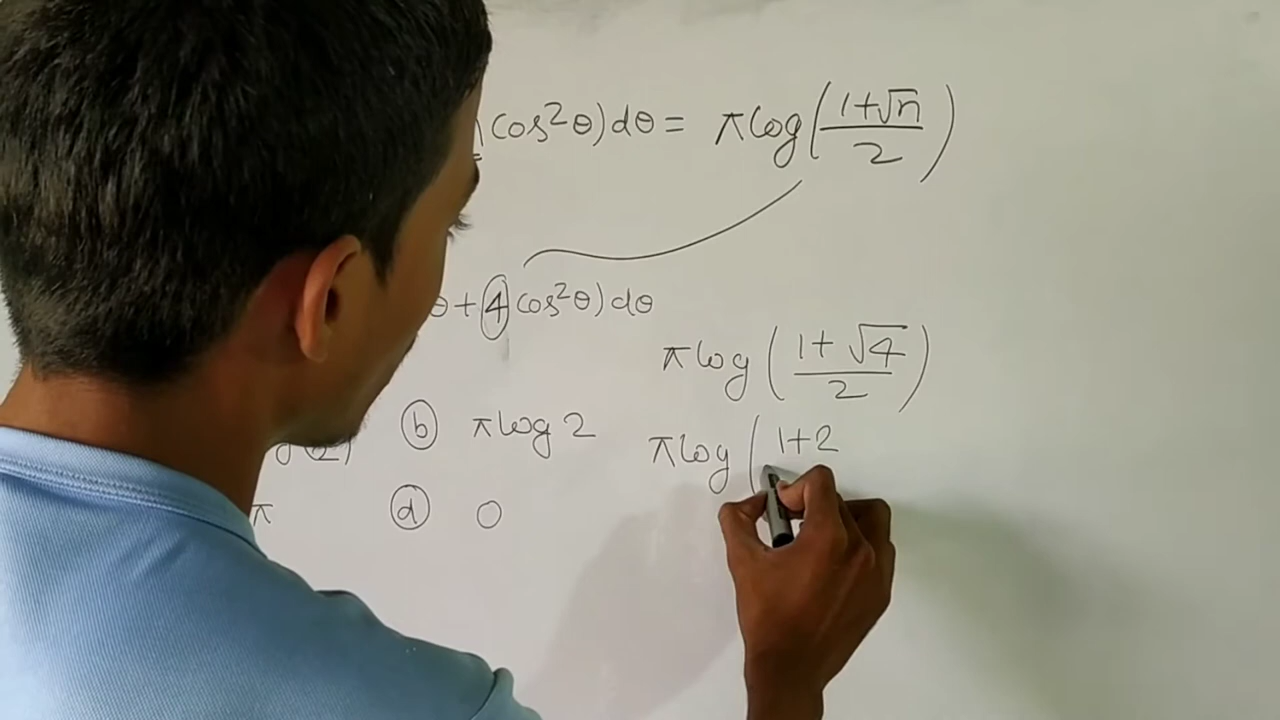 cos²θ)dθ = π log(1+√n/2)
θ + 4 cos²θ)dθ
π log(1+√4/2)
b π log 2
π log(1+2
π d 0